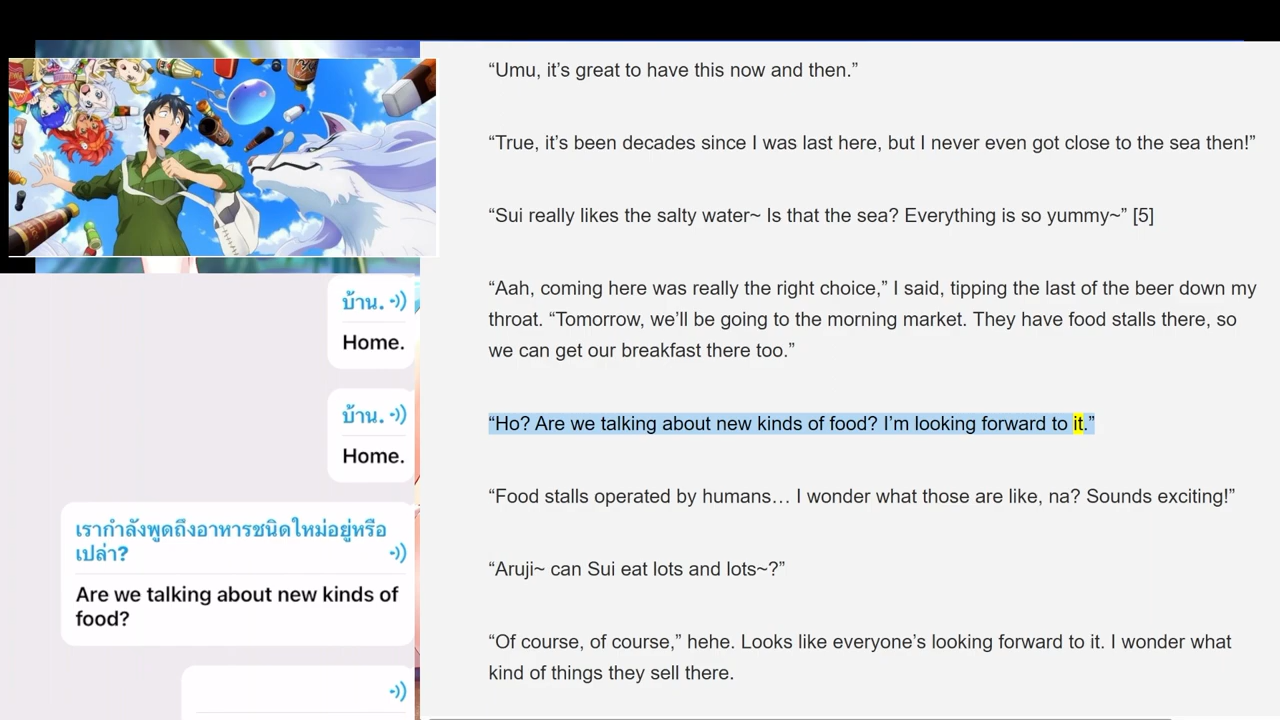 “Umu, it’s great to have this now and then.”
“True, it’s been decades since I was last here, but I never even got close to the sea then!”
“Sui really likes the salty water~ Is that the sea? Everything is so yummy~” [5]
“Aah, coming here was really the right choice,” I said, tipping the last of the beer down my
throat. “Tomorrow, we’ll be going to the morning market. They have food stalls there, so
we can get our breakfast there too.”
“Ho? Are we talking about new kinds of food? I’m looking forward to it.”
“Food stalls operated by humans… I wonder what those are like, na? Sounds exciting!”
“Aruji~ can Sui eat lots and lots~?”
“Of course, of course,” hehe. Looks like everyone’s looking forward to it. I wonder what
kind of things they sell there.
บ้าน.
Home.
บ้าน.
Home.
เรากำลังพูดถึงอาหารชนิดใหม่อยู่หรือ
เปล่า?
Are we talking about new kinds of
food?